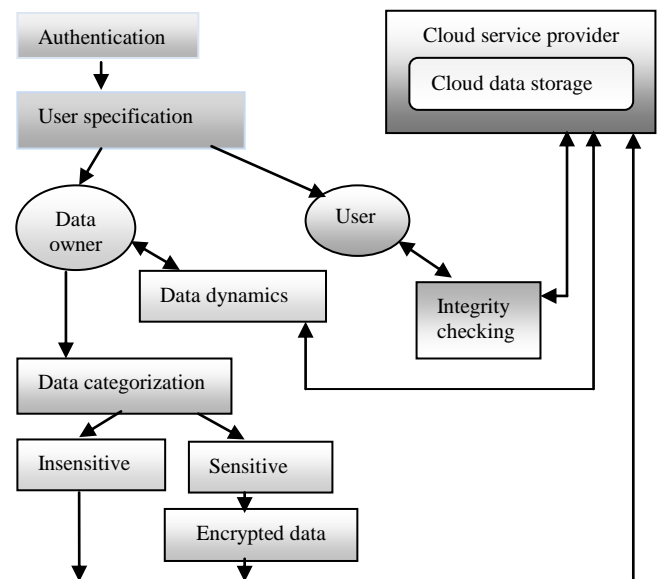 Authentication
Cloud service provider
Cloud data storage
User specification
Data
owner
User
Data dynamics
Integrity
checking
Data categorization
Insensitive
Sensitive
Encrypted data